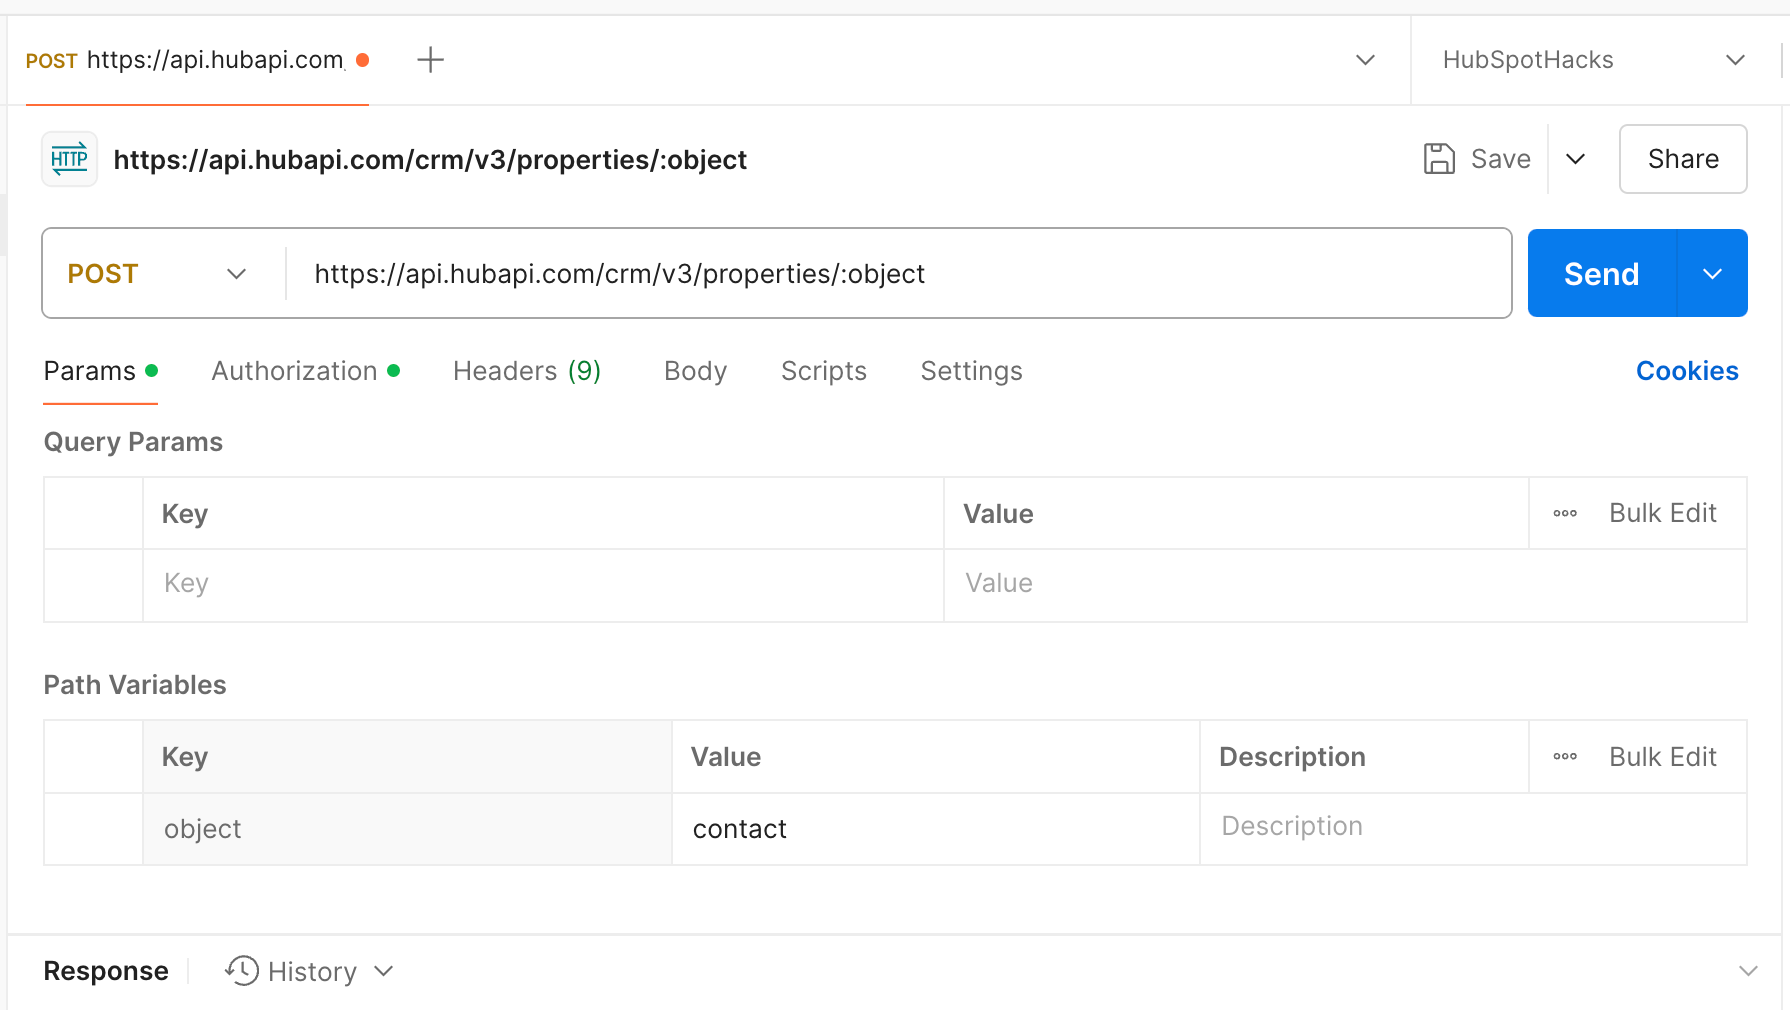 POST https://api.hubapi.com
HubSpotHacks
HTTP https://api.hubapi.com/crm/v3/properties/:object
Save
Share
POST https://api.hubapi.com/crm/v3/properties/:object
Send
Params Authorization Headers (9) Body Scripts Settings Cookies
Query Params
Key Value Bulk Edit
Key Value
Path Variables
Key Value Description Bulk Edit
object contact Description
Response History